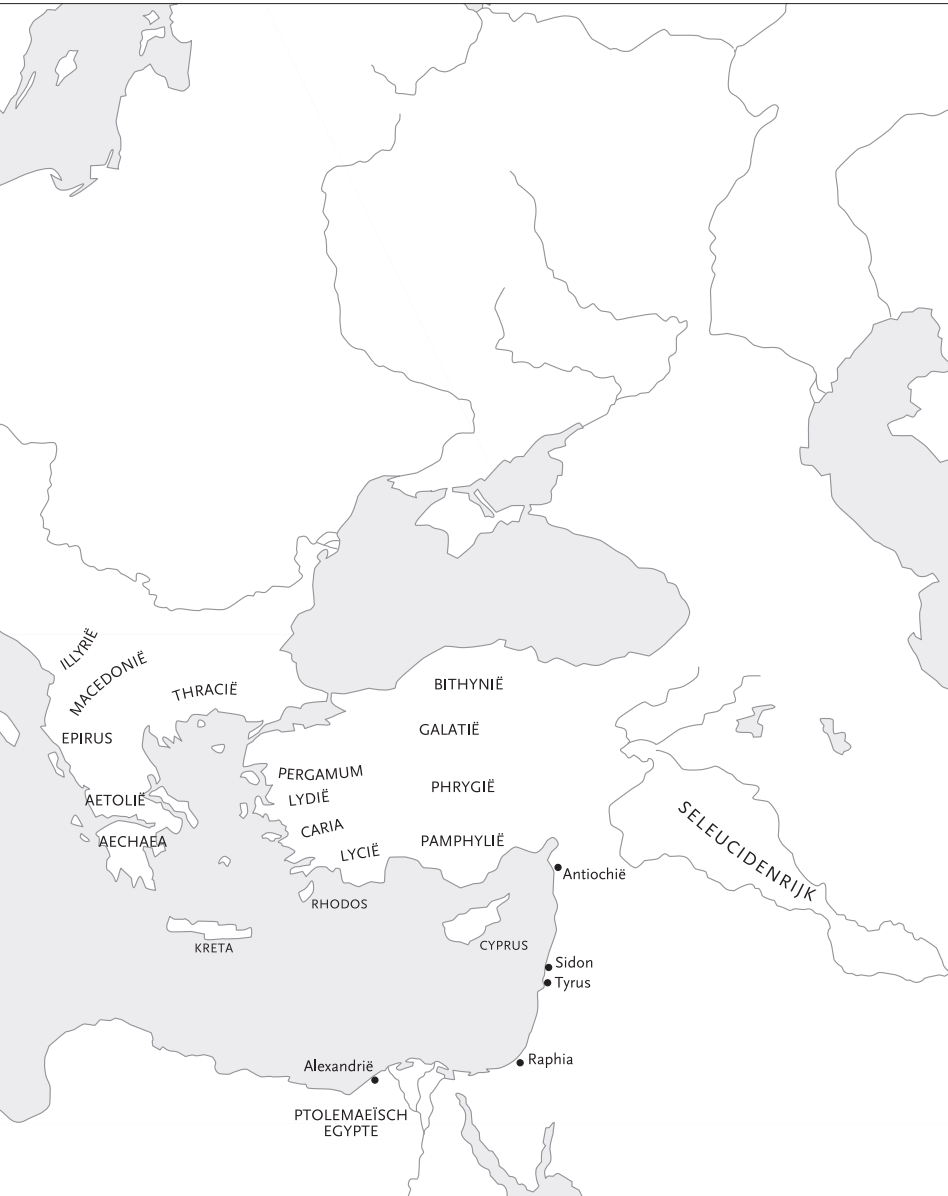 ILLYRIË
MACEDONIË
THRACIË
BITHYNIË
EPIRUS
GALATIË
PERGAMUM
PHRYGIË
LYDIË
AETOLIË
SELEUCIDENRIJK
CARIA
AECHAEA
PAMPHYLIË
LYCIË
Antiochië
RHODOS
KRETA
CYPRUS
Sidon
Tyrus
Raphia
Alexandrië
PTOLEMAEÏSCH
EGYPTE